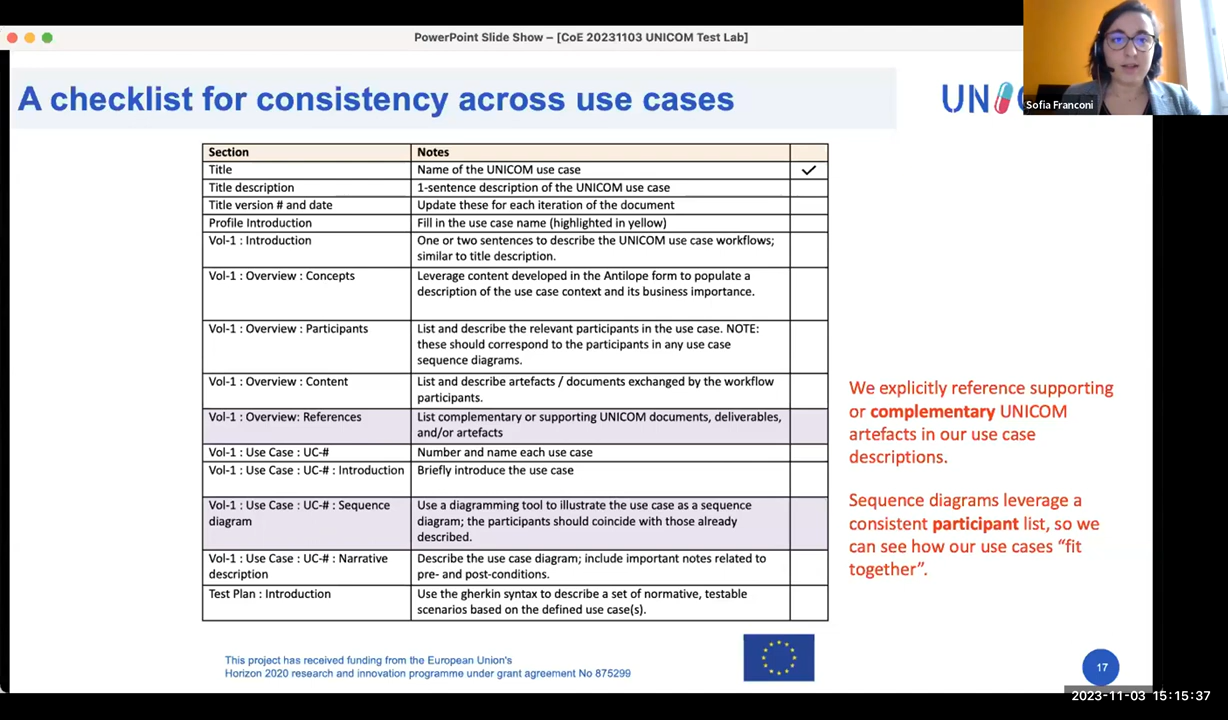 PowerPoint Slide Show – [CoE 20231103 UNICOM Test Lab]
Sofia Franconi
A checklist for consistency across use cases
Section Notes
Title Name of the UNICOM use case ✓
Title description 1-sentence description of the UNICOM use case
Title version # and date Update these for each iteration of the document
Profile Introduction Fill in the use case name (highlighted in yellow)
Vol-1 : Introduction One or two sentences to describe the UNICOM use case workflows;
similar to title description.
Vol-1 : Overview : Concepts Leverage content developed in the Antilope form to populate a
description of the use case context and its business importance.
Vol-1 : Overview : Participants List and describe the relevant participants in the use case. NOTE:
these should correspond to the participants in any use case
sequence diagrams.
Vol-1 : Overview : Content List and describe artefacts / documents exchanged by the workflow
participants.
Vol-1 : Overview: References List complementary or supporting UNICOM documents, deliverables,
and/or artefacts
Vol-1 : Use Case : UC-# Number and name each use case
Vol-1 : Use Case : UC-# : Introduction Briefly introduce the use case
Vol-1 : Use Case : UC-# : Sequence Use a diagramming tool to illustrate the use case as a sequence
diagram diagram; the participants should coincide with those already
described.
Vol-1 : Use Case : UC-# : Narrative Describe the use case diagram; include important notes related to
description pre- and post-conditions.
Test Plan : Introduction Use the gherkin syntax to describe a set of normative, testable
scenarios based on the defined use case(s).
We explicitly reference supporting
or complementary UNICOM
artefacts in our use case
descriptions.
Sequence diagrams leverage a
consistent participant list, so we
can see how our use cases “fit
together”.
This project has received funding from the European Union's
Horizon 2020 research and innovation programme under grant agreement No 875299
17
2023-11-03 15:15:37